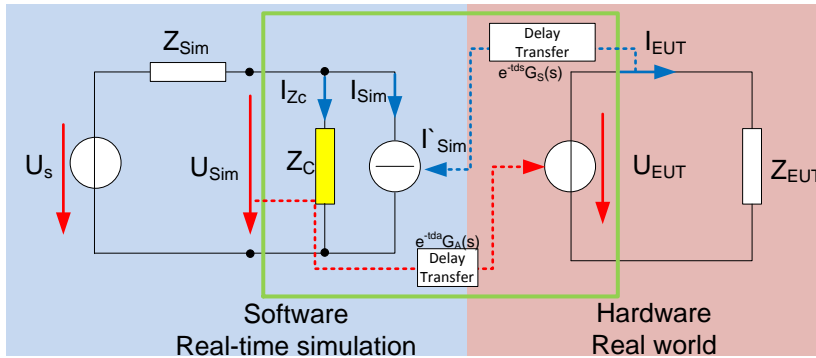 Delay
Transfer
e^-tds G_S(s)
Z_Sim
I_EUT
I_Zc
I_Sim
I`_Sim
U_s
U_Sim
Z_C
U_EUT
Z_EUT
e^-tda G_A(s)
Delay
Transfer
Software
Real-time simulation
Hardware
Real world